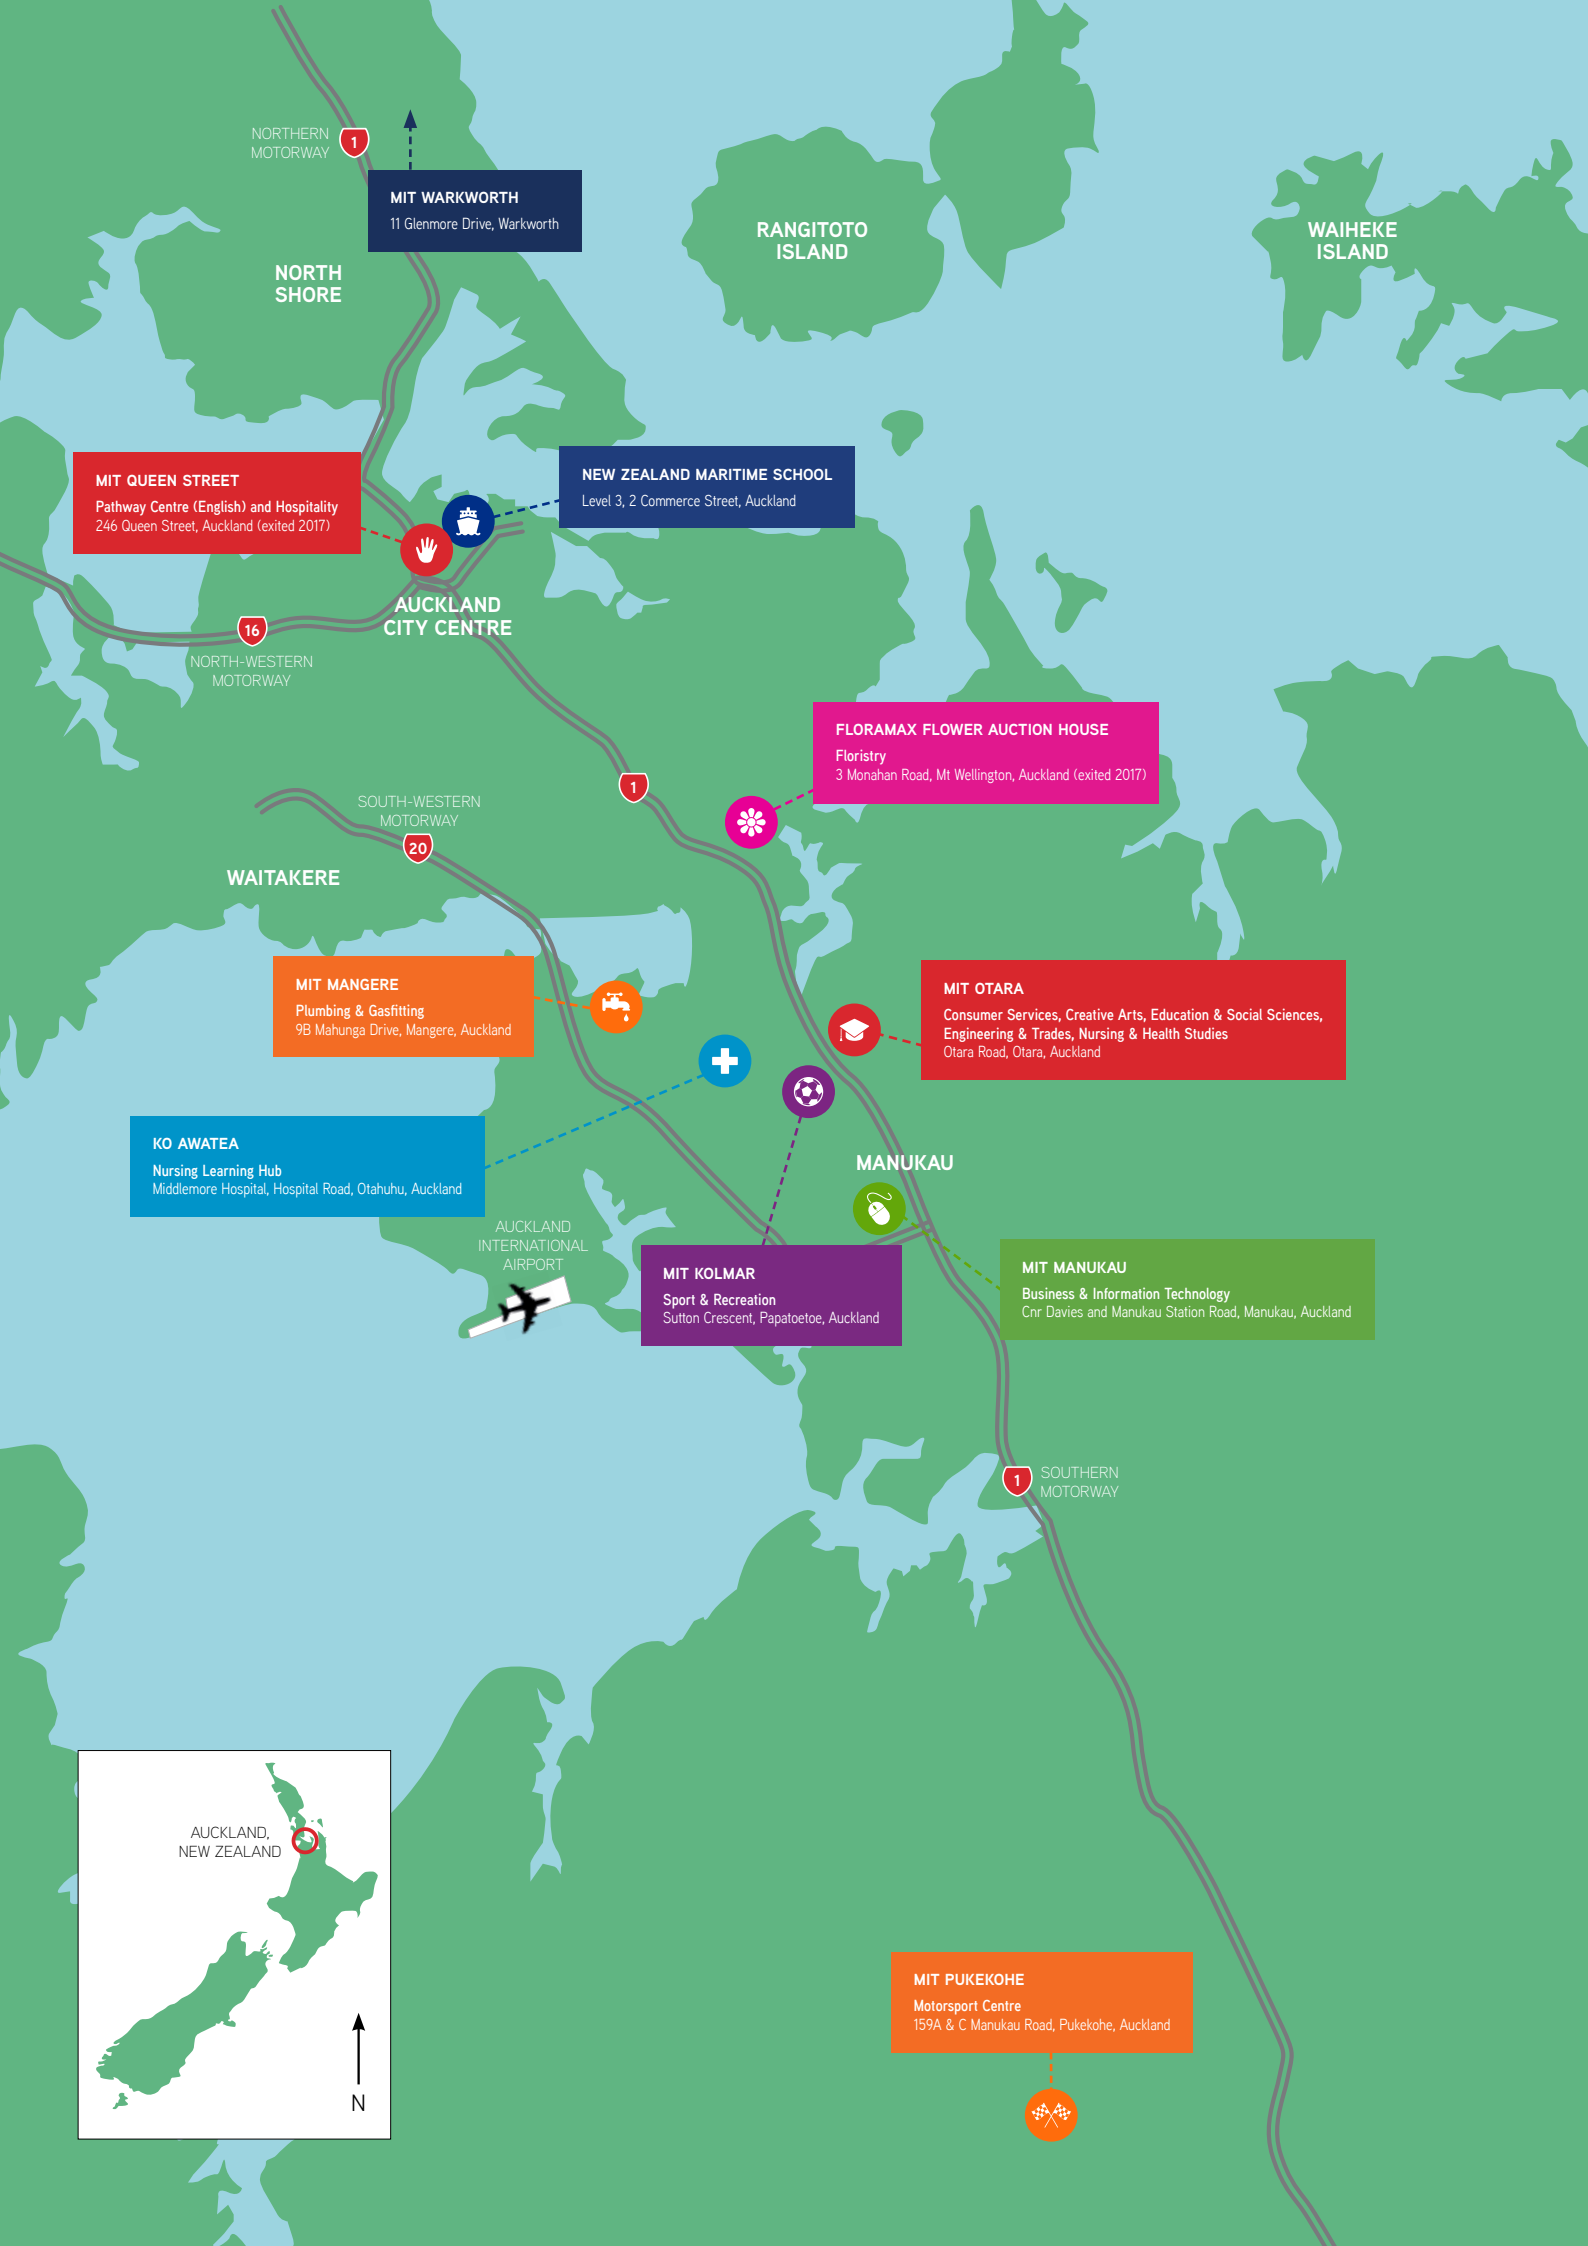 NORTHERN
MOTORWAY
1
MIT WARKWORTH
11 Glenmore Drive, Warkworth
NORTH
SHORE
RANGITOTO
ISLAND
WAIHEKE
ISLAND
MIT QUEEN STREET
Pathway Centre (English) and Hospitality
246 Queen Street, Auckland (exited 2017)
NEW ZEALAND MARITIME SCHOOL
Level 3, 2 Commerce Street, Auckland
AUCKLAND
CITY CENTRE
16
NORTH-WESTERN
MOTORWAY
FLORAMAX FLOWER AUCTION HOUSE
Floristry
3 Monahan Road, Mt Wellington, Auckland (exited 2017)
1
SOUTH-WESTERN
MOTORWAY
20
WAITAKERE
MIT MANGERE
Plumbing & Gasfitting
9B Mahunga Drive, Mangere, Auckland
MIT OTARA
Consumer Services, Creative Arts, Education & Social Sciences,
Engineering & Trades, Nursing & Health Studies
Otara Road, Otara, Auckland
KO AWATEA
Nursing Learning Hub
Middlemore Hospital, Hospital Road, Otahuhu, Auckland
MANUKAU
AUCKLAND
INTERNATIONAL
AIRPORT
MIT KOLMAR
Sport & Recreation
Sutton Crescent, Papatoetoe, Auckland
MIT MANUKAU
Business & Information Technology
Cnr Davies and Manukau Station Road, Manukau, Auckland
1
SOUTHERN
MOTORWAY
AUCKLAND,
NEW ZEALAND
N
MIT PUKEKOHE
Motorsport Centre
159A & C Manukau Road, Pukekohe, Auckland